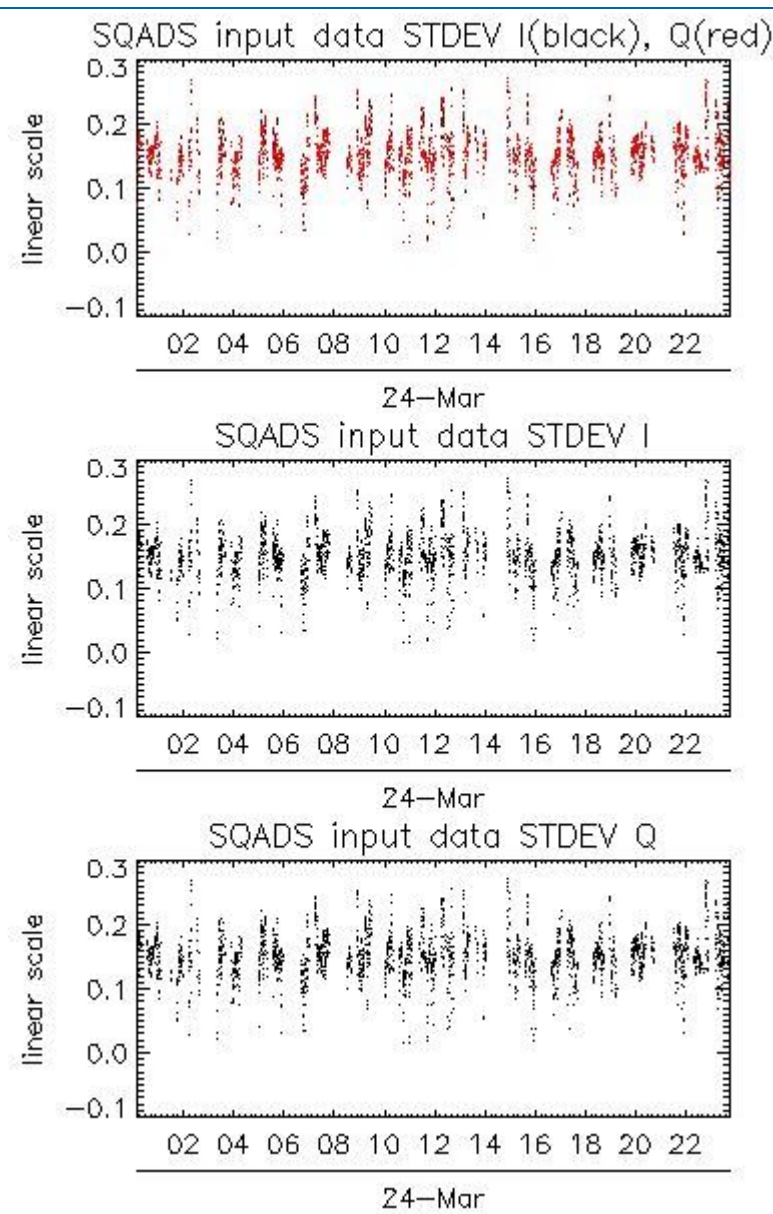 SQADS input data STDEV I(black), Q(red)
0.3
0.2
0.1
0.0
−0.1
linear scale
02 04 06 08 10 12 14 16 18 20 22
24−Mar
SQADS input data STDEV I
0.3
0.2
0.1
0.0
−0.1
linear scale
02 04 06 08 10 12 14 16 18 20 22
24−Mar
SQADS input data STDEV Q
0.3
0.2
0.1
0.0
−0.1
linear scale
02 04 06 08 10 12 14 16 18 20 22
24−Mar